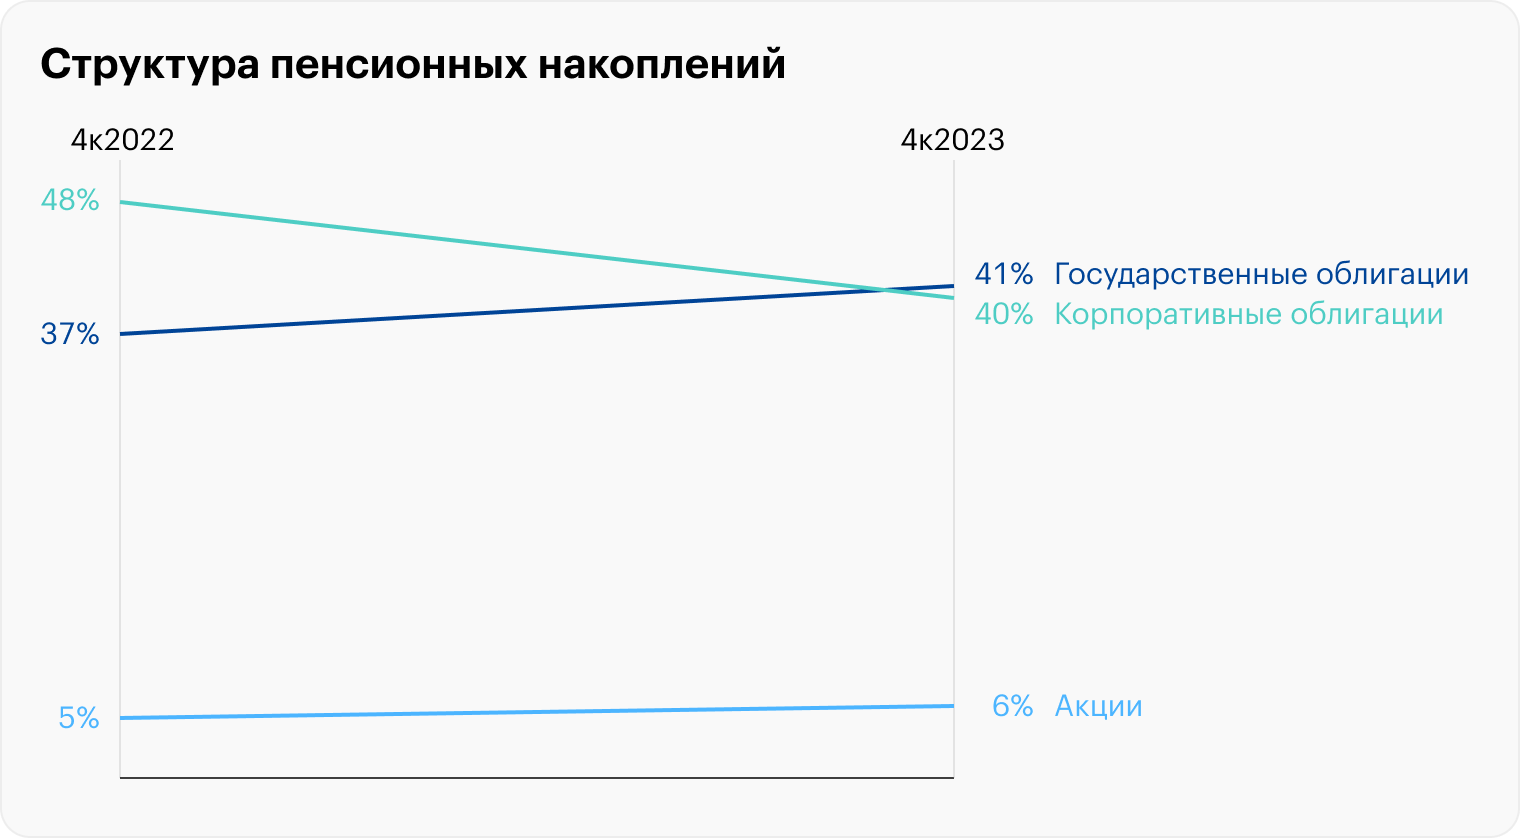 Структура пенсионных накоплений
4к2022 4к2023
48%
41% Государственные облигации
40% Корпоративные облигации
37%
6% Акции
5%